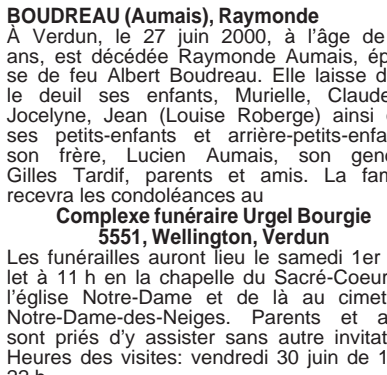 BOUDREAU (Aumais), Raymonde
À Verdun, le 27 juin 2000, à l'âge de
ans, est décédée Raymonde Aumais, ép
se de feu Albert Boudreau. Elle laisse d
le deuil ses enfants, Murielle, Claude
Jocelyne, Jean (Louise Roberge) ainsi
ses petits-enfants et arrière-petits-enfa
son frère, Lucien Aumais, son gen
Gilles Tardif, parents et amis. La fam
recevra les condoléances au
Complexe funéraire Urgel Bourgie
5551, Wellington, Verdun
Les funérailles auront lieu le samedi 1er
let à 11 h en la chapelle du Sacré-Coeur
l'église Notre-Dame et de là au cimet
Notre-Dame-des-Neiges. Parents et a
sont priés d'y assister sans autre invitat
Heures des visites: vendredi 30 juin de 1